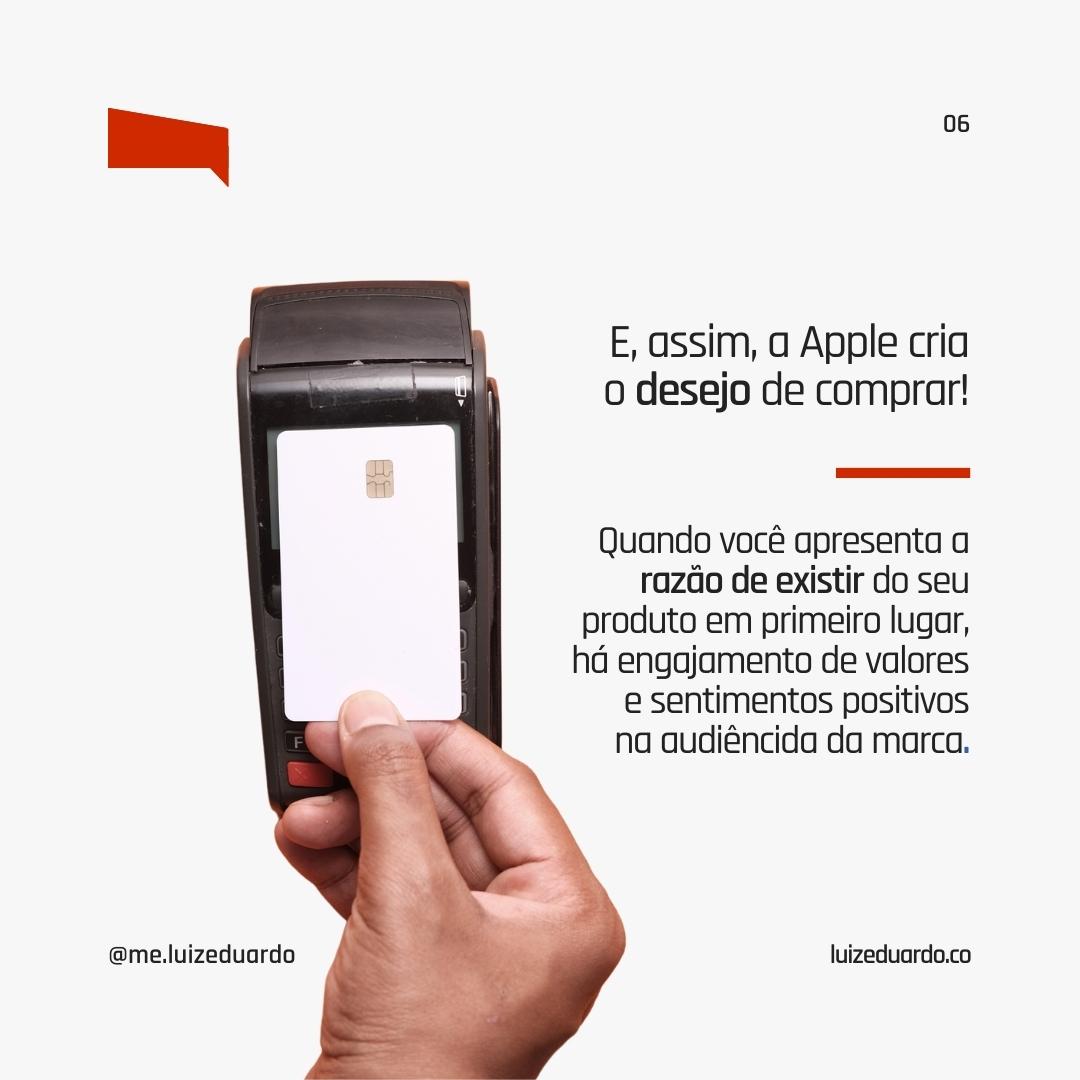 06
E, assim, a Apple cria
o desejo de comprar!
Quando você apresenta a
razão de existir do seu
produto em primeiro lugar,
há engajamento de valores
e sentimentos positivos
na audiêncida da marca.
F
@me.luizeduardo
luizeduardo.co